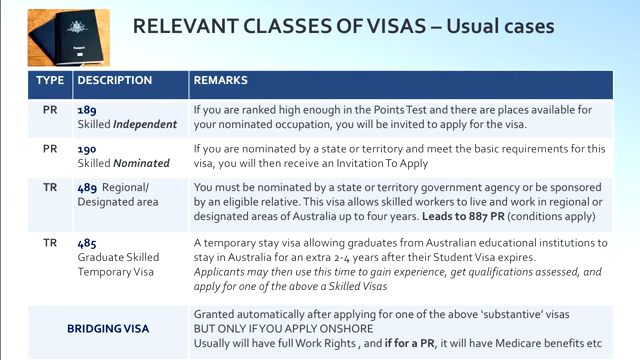 RELEVANT CLASSES OF VISAS – Usual cases
TYPE DESCRIPTION REMARKS
PR 189 If you are ranked high enough in the Points Test and there are places available for
Skilled Independent your nominated occupation, you will be invited to apply for the visa.
PR 190 If you are nominated by a state or territory and meet the basic requirements for this
Skilled Nominated visa, you will then receive an Invitation To Apply
TR 489 Regional/ You must be nominated by a state or territory government agency or be sponsored
Designated area by an eligible relative. This visa allows skilled workers to live and work in regional or
designated areas of Australia up to four years. Leads to 887 PR (conditions apply)
TR 485 A temporary stay visa allowing graduates from Australian educational institutions to
Graduate Skilled stay in Australia for an extra 2-4 years after their Student Visa expires.
Temporary Visa Applicants may then use this time to gain experience, get qualifications assessed, and
apply for one of the above a Skilled Visas
Granted automatically after applying for one of the above ‘substantive’ visas
BRIDGING VISA BUT ONLY IF YOU APPLY ONSHORE
Usually will have full Work Rights , and if for a PR, it will have Medicare benefits etc